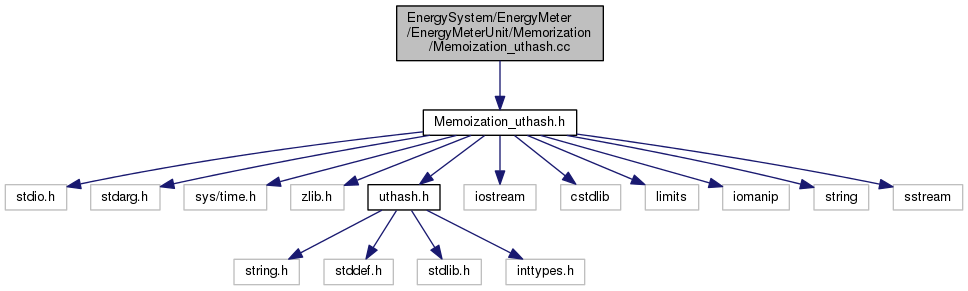 EnergySystem/EnergyMeter
/EnergyMeterUnit/Memorization
/Memoization_uthash.cc
Memoization_uthash.h
stdio.h
stdarg.h
sys/time.h
zlib.h
uthash.h
iostream
cstdlib
limits
iomanip
string
sstream
string.h
stddef.h
stdlib.h
inttypes.h